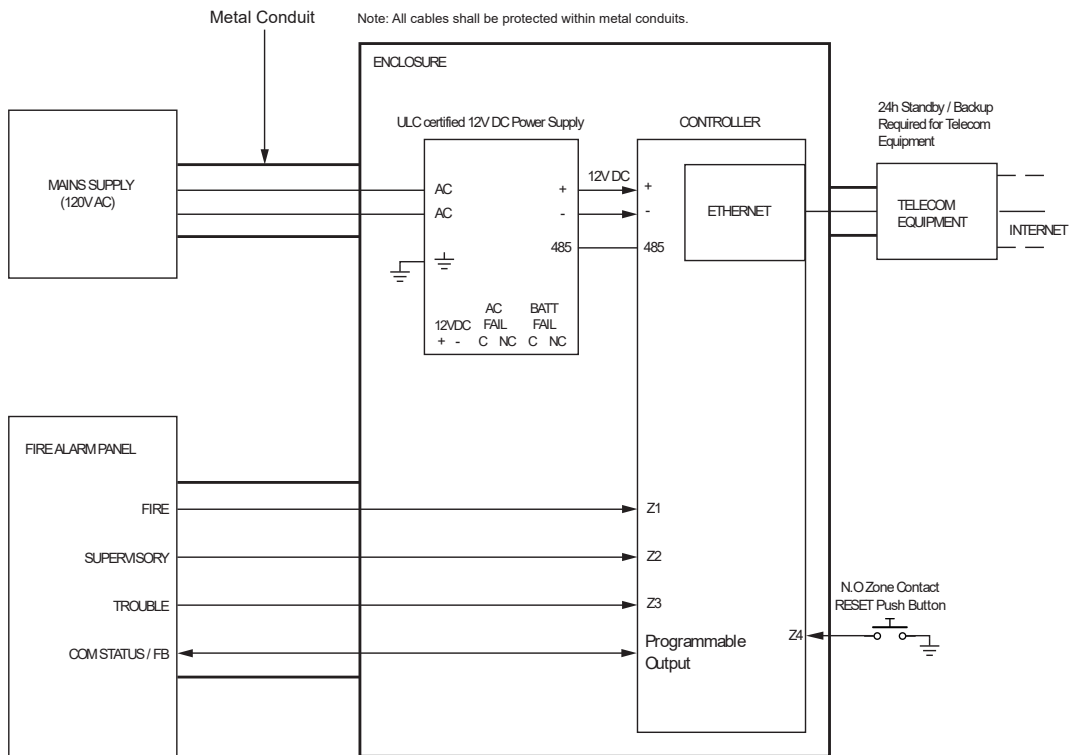 Metal Conduit
Note: All cables shall be protected within metal conduits.
ENCLOSURE
MAINS SUPPLY
(120V AC)
ULC certified 12V DC Power Supply
AC
AC
+
-
485
AC
FAIL
BATT
FAIL
12VDC
+ -
C NC
C NC
12V DC
CONTROLLER
+
-
485
ETHERNET
24h Standby / Backup
Required for Telecom
Equipment
TELECOM
EQUIPMENT
INTERNET
FIRE ALARM PANEL
FIRE
SUPERVISORY
TROUBLE
COM STATUS / FB
Z1
Z2
Z3
Programmable
Output
Z4
N.O Zone Contact
RESET Push Button